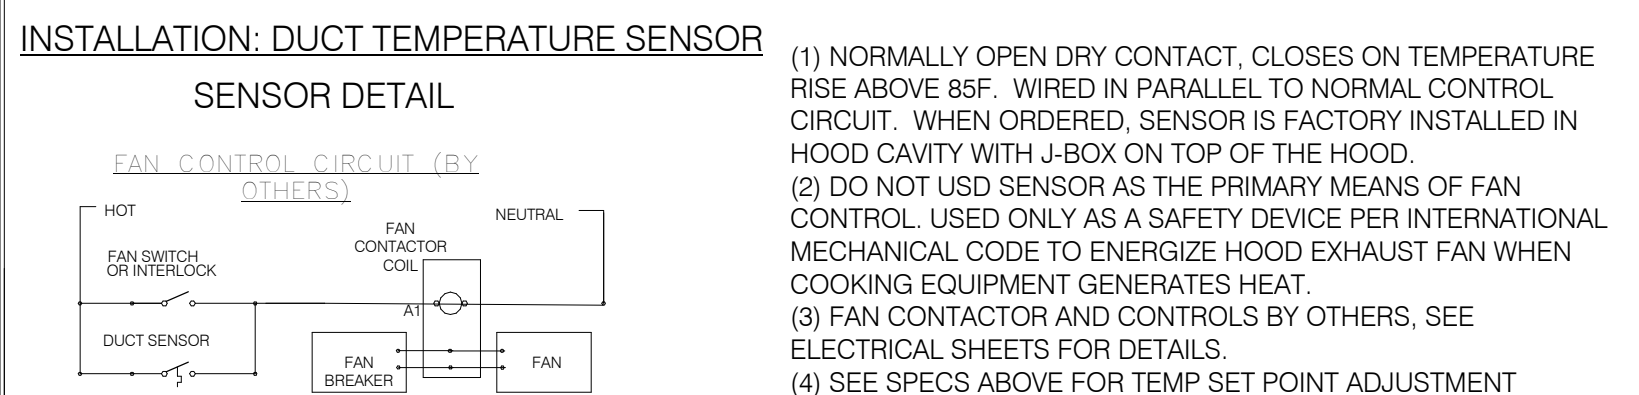 INSTALLATION: DUCT TEMPERATURE SENSOR
SENSOR DETAIL
FAN CONTROL CIRCUIT (BY
OTHERS)
HOT
NEUTRAL
FAN
CONTACTOR
COIL
FAN SWITCH
OR INTERLOCK
A1
DUCT SENSOR
FAN
BREAKER
FAN
(1) NORMALLY OPEN DRY CONTACT, CLOSES ON TEMPERATURE
RISE ABOVE 85F. WIRED IN PARALLEL TO NORMAL CONTROL
CIRCUIT. WHEN ORDERED, SENSOR IS FACTORY INSTALLED IN
HOOD CAVITY WITH J-BOX ON TOP OF THE HOOD.
(2) DO NOT USD SENSOR AS THE PRIMARY MEANS OF FAN
CONTROL. USED ONLY AS A SAFETY DEVICE PER INTERNATIONAL
MECHANICAL CODE TO ENERGIZE HOOD EXHAUST FAN WHEN
COOKING EQUIPMENT GENERATES HEAT.
(3) FAN CONTACTOR AND CONTROLS BY OTHERS, SEE
ELECTRICAL SHEETS FOR DETAILS.
(4) SEE SPECS ABOVE FOR TEMP SET POINT ADJUSTMENT